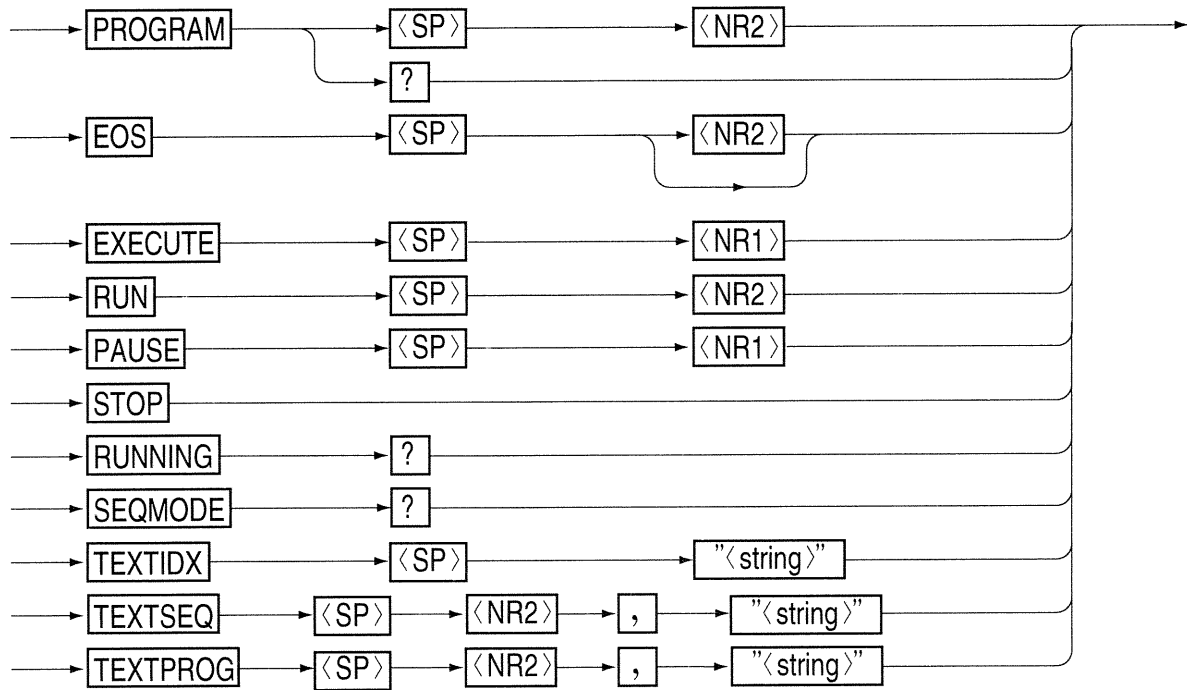 PROGRAM 〈SP〉 〈NR2〉
?
EOS 〈SP〉 〈NR2〉
EXECUTE 〈SP〉 〈NR1〉
RUN 〈SP〉 〈NR2〉
PAUSE 〈SP〉 〈NR1〉
STOP
RUNNING ?
SEQMODE ?
TEXTIDX 〈SP〉 ”〈string〉”
TEXTSEQ 〈SP〉 〈NR2〉 , ”〈string〉”
TEXTPROG 〈SP〉 〈NR2〉 , ”〈string〉”